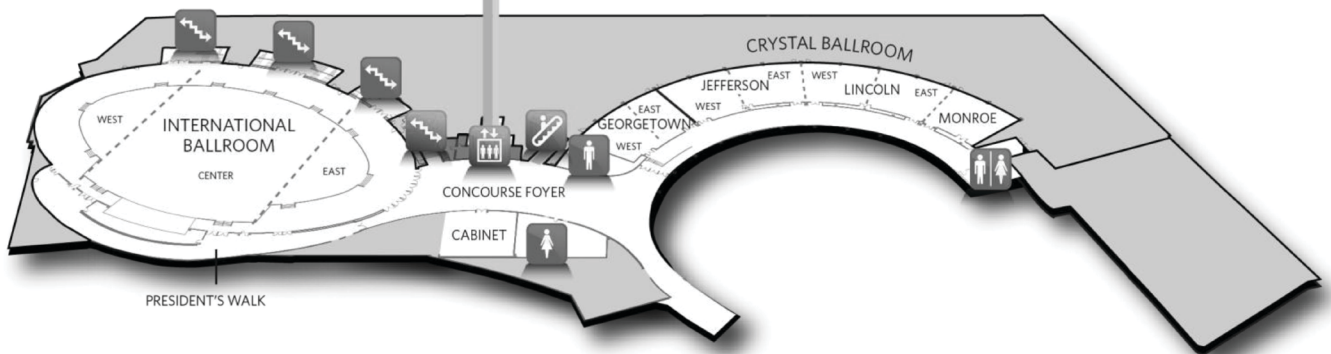 CRYSTAL BALLROOM
WEST
INTERNATIONAL
BALLROOM
CENTER
EAST
EAST
GEORGETOWN
WEST
JEFFERSON
EAST
WEST
WEST
LINCOLN
EAST
MONROE
CONCOURSE FOYER
CABINET
PRESIDENT'S WALK